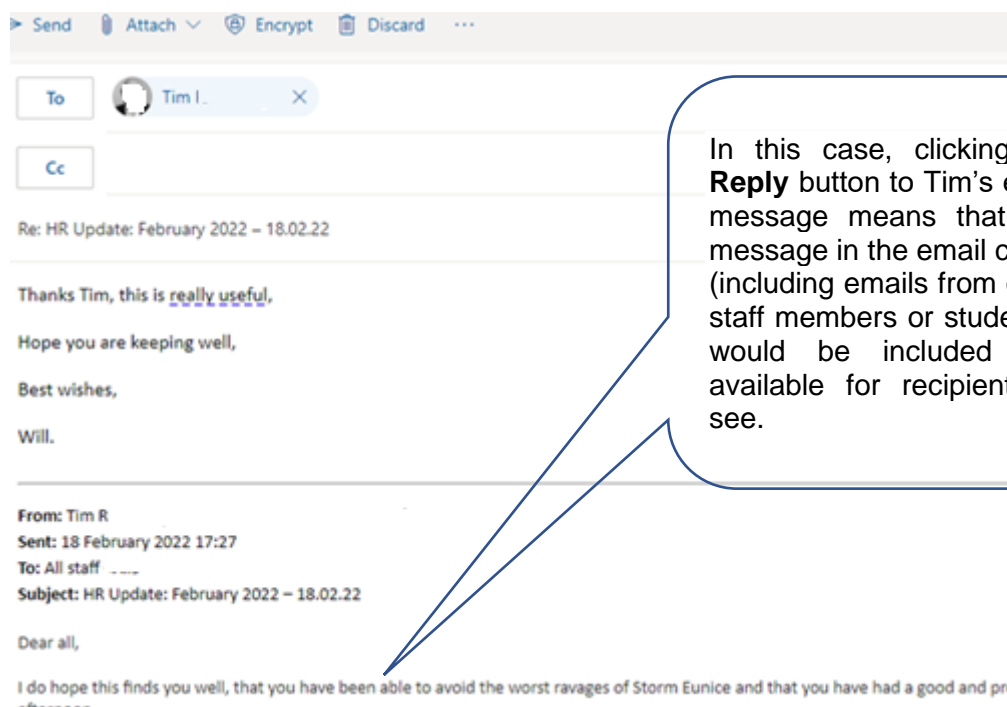 Send Attach Encrypt Discard ...
To Tim
Cc
Re: HR Update: February 2022 – 18.02.22
Thanks Tim, this is really useful,
Hope you are keeping well,
Best wishes,
Will.
From: Tim R
Sent: 18 February 2022 17:27
To: All staff
Subject: HR Update: February 2022 – 18.02.22
Dear all,
I do hope this finds you well, that you have been able to avoid the worst ravages of Storm Eunice and that you have had a good and
In this case, clicking
Reply button to Tim’s
message means that
message in the email
(including emails from
staff members or
would be included
available for
see.